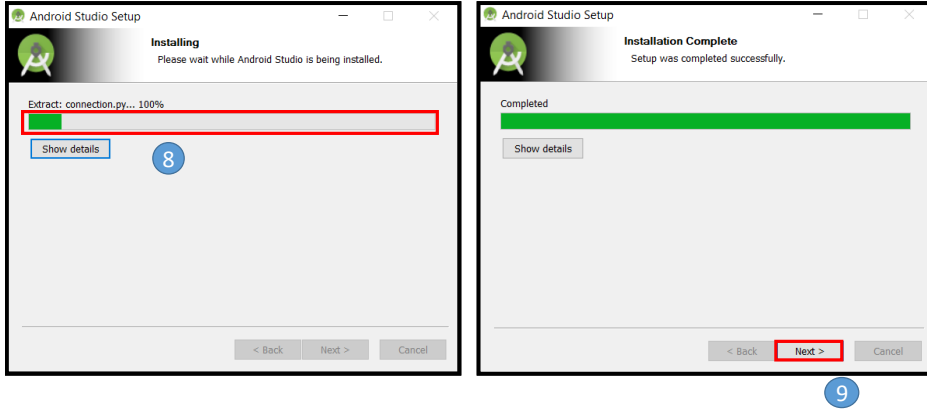 Android Studio Setup
Installing
Please wait while Android Studio is being installed.
Extract: connection.py... 100%
Show details
8
< Back
Next >
Cancel
Android Studio Setup
Installation Complete
Setup was completed successfully.
Completed
Show details
< Back
Next >
Cancel
9